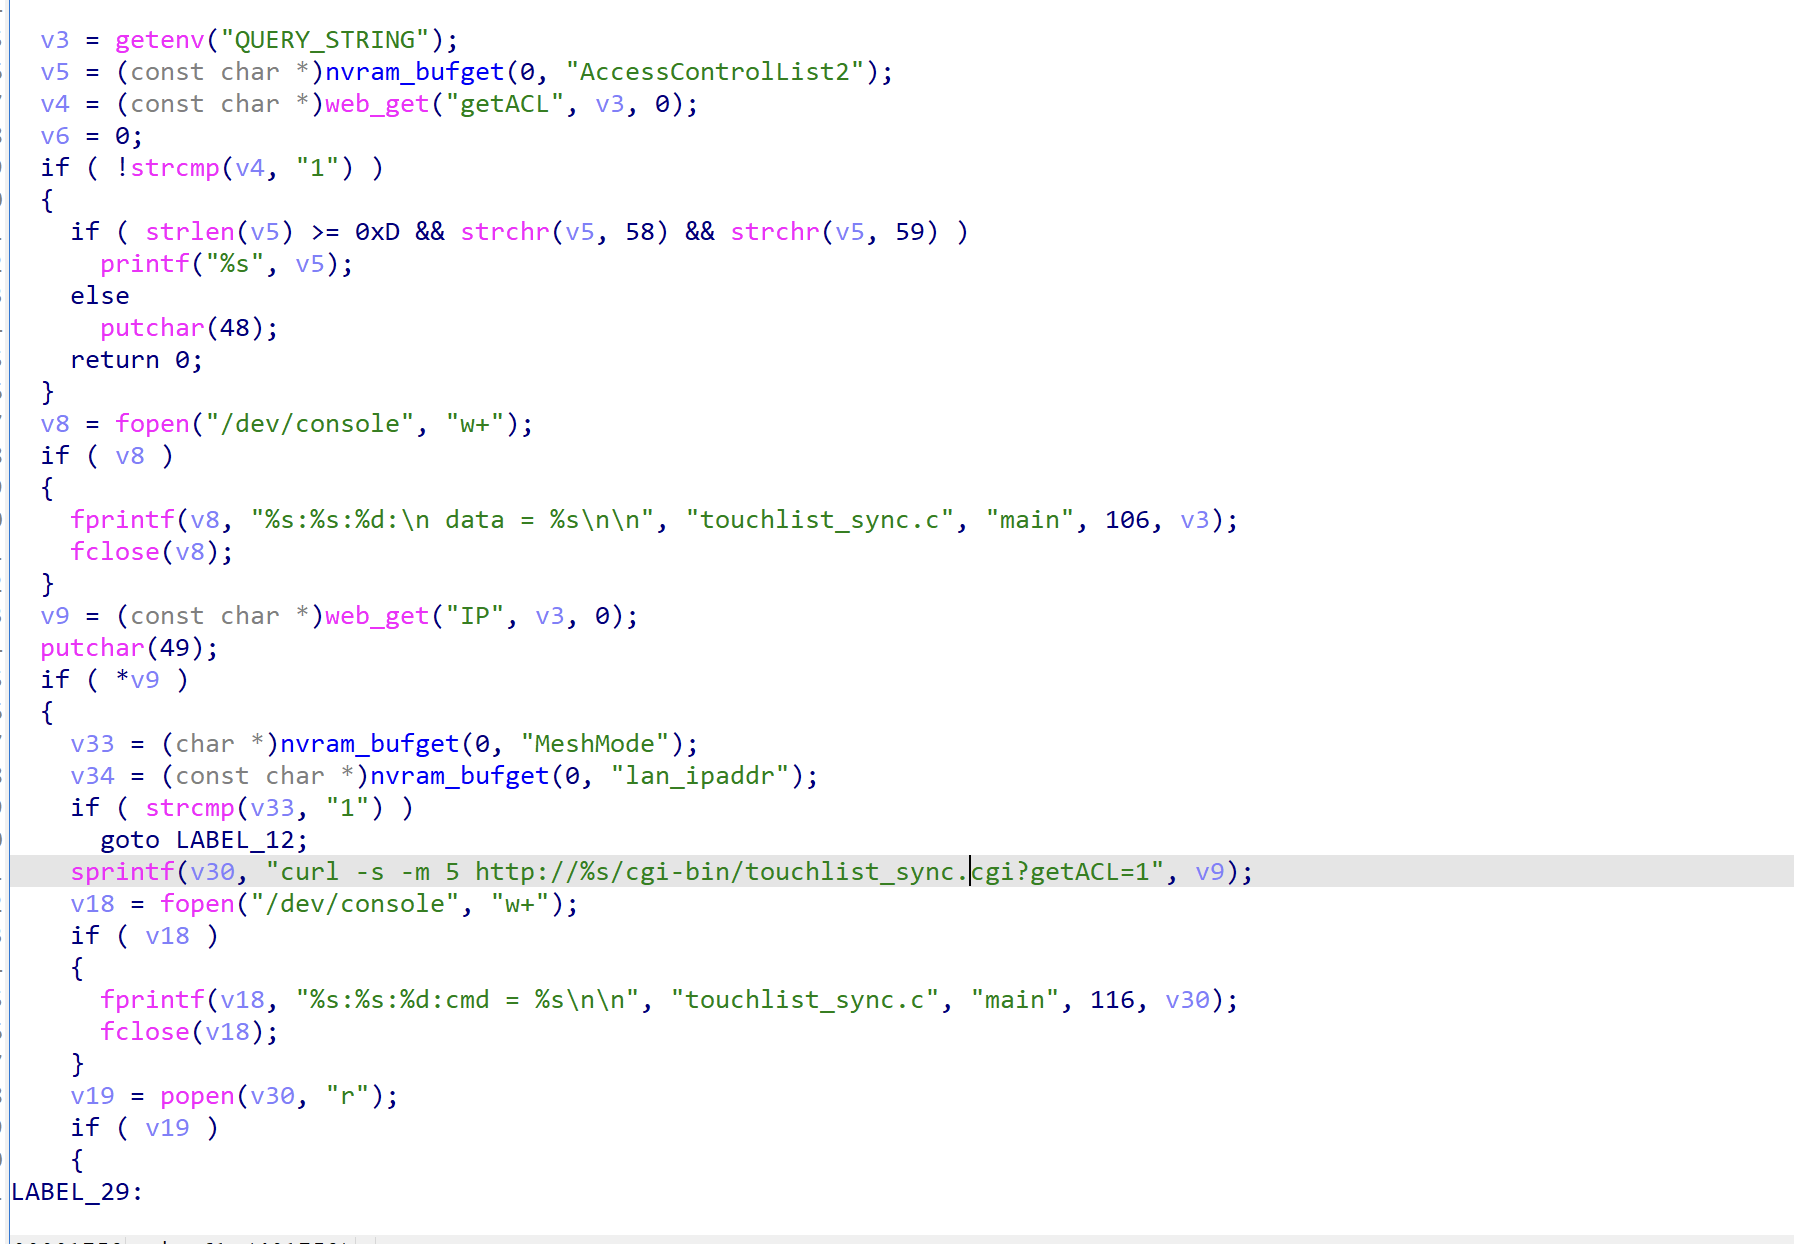 v3 = getenv("QUERY_STRING");
v5 = (const char *)nvram_bufget(0, "AccessControlList2");
v4 = (const char *)web_get("getACL", v3, 0);
v6 = 0;
if ( !strcmp(v4, "1") )
{
if ( strlen(v5) >= 0xD && strchr(v5, 58) && strchr(v5, 59) )
printf("%s", v5);
else
putchar(48);
return 0;
}
v8 = fopen("/dev/console", "w+");
if ( v8 )
{
fprintf(v8, "%s:%s:%d:\n data = %s\n\n", "touchlist_sync.c", "main", 106, v3);
fclose(v8);
}
v9 = (const char *)web_get("IP", v3, 0);
putchar(49);
if ( *v9 )
{
v33 = (char *)nvram_bufget(0, "MeshMode");
v34 = (const char *)nvram_bufget(0, "lan_ipaddr");
if ( strcmp(v33, "1") )
goto LABEL_12;
sprintf(v30, "curl -s -m 5 http://%s/cgi-bin/touchlist_sync.cgi?getACL=1", v9);
v18 = fopen("/dev/console", "w+");
if ( v18 )
{
fprintf(v18, "%s:%s:%d:cmd = %s\n\n", "touchlist_sync.c", "main", 116, v30);
fclose(v18);
}
v19 = popen(v30, "r");
if ( v19 )
{
LABEL_29: